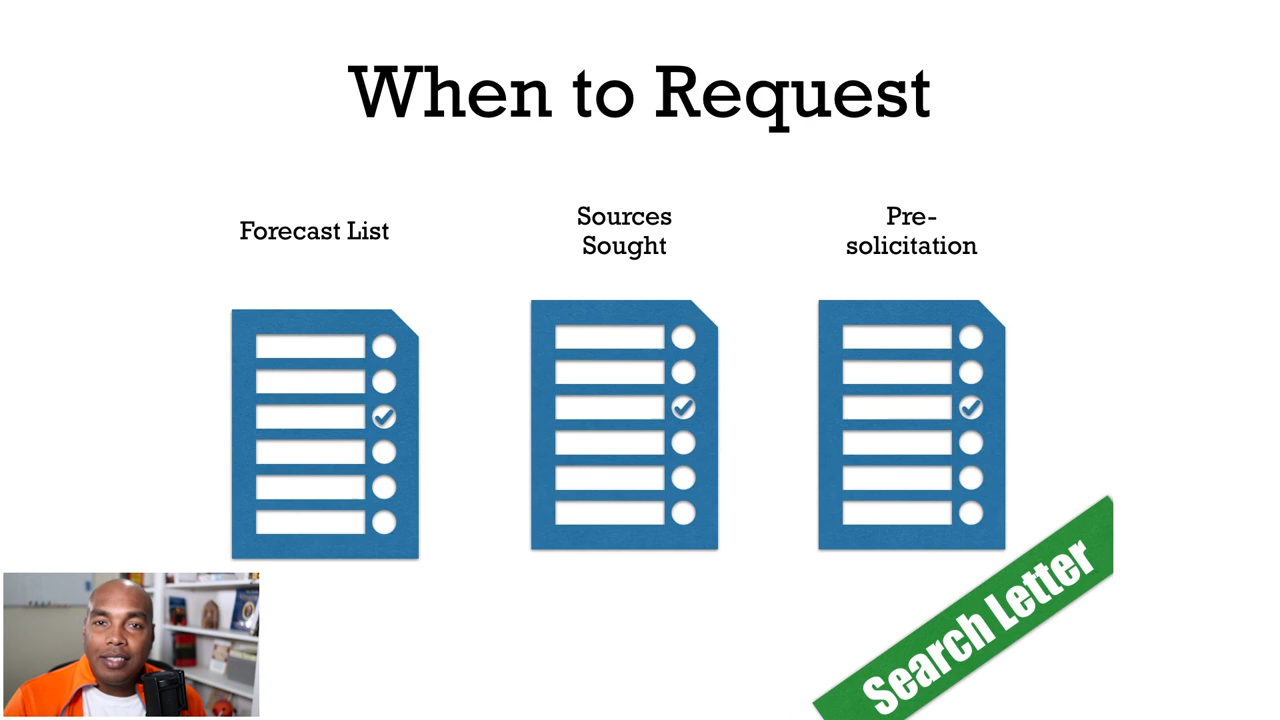 When to Request
Forecast List
Sources
Sought
Pre-
solicitation
Search Letter